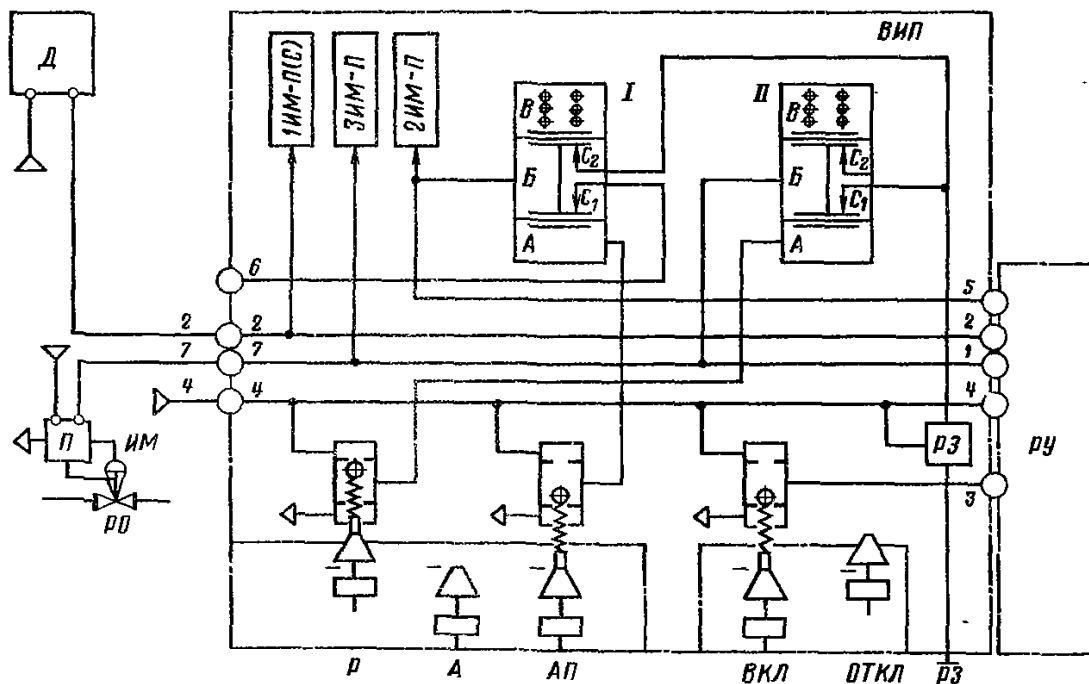 Д
ВИП
1ИМ-П(С)
3ИМ-П
2ИМ-П
I
II
В
В
C₂
C₂
Б
Б
C₁
C₁
А
А
6
5
2
2
2
7
7
1
4
4
4
П
ИМ
РО
РЗ
РУ
3
Р
А
АП
ВКЛ
ОТКЛ
РЗ